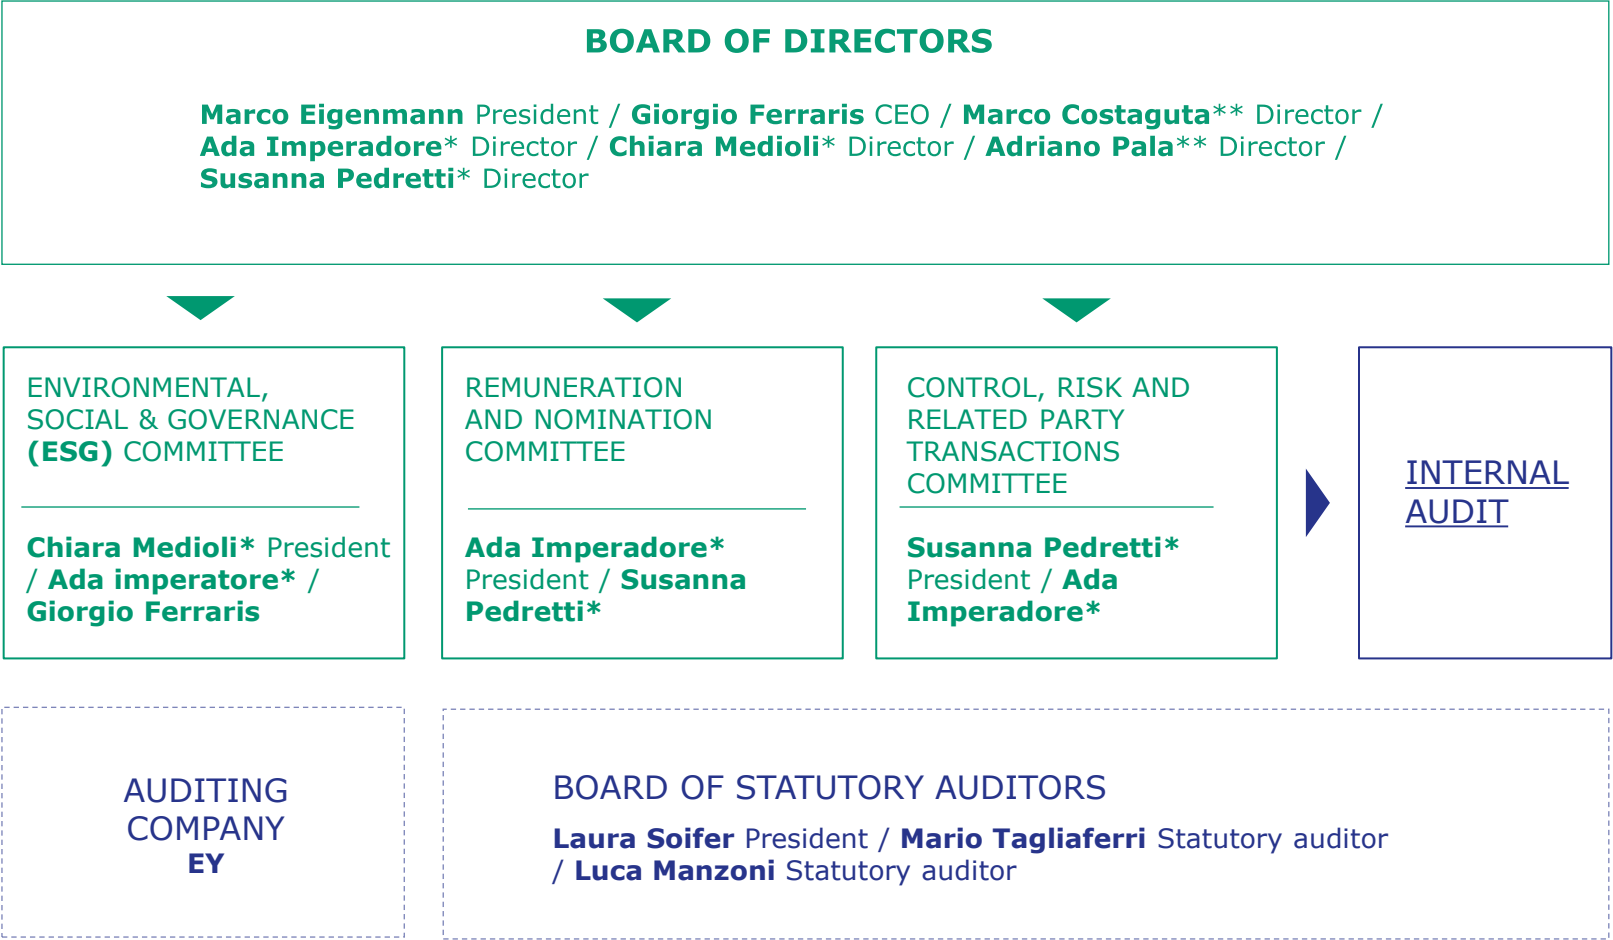 BOARD OF DIRECTORS
Marco Eigenmann President / Giorgio Ferraris CEO / Marco Costaguta** Director /
Ada Imperadore* Director / Chiara Medioli* Director / Adriano Pala** Director /
Susanna Pedretti* Director
ENVIRONMENTAL,
SOCIAL & GOVERNANCE
(ESG) COMMITTEE
Chiara Medioli* President
/ Ada imperatore* /
Giorgio Ferraris
REMUNERATION
AND NOMINATION
COMMITTEE
Ada Imperadore*
President / Susanna
Pedretti*
CONTROL, RISK AND
RELATED PARTY
TRANSACTIONS
COMMITTEE
Susanna Pedretti*
President / Ada
Imperadore*
INTERNAL
AUDIT
AUDITING
COMPANY
EY
BOARD OF STATUTORY AUDITORS
Laura Soifer President / Mario Tagliaferri Statutory auditor
/ Luca Manzoni Statutory auditor